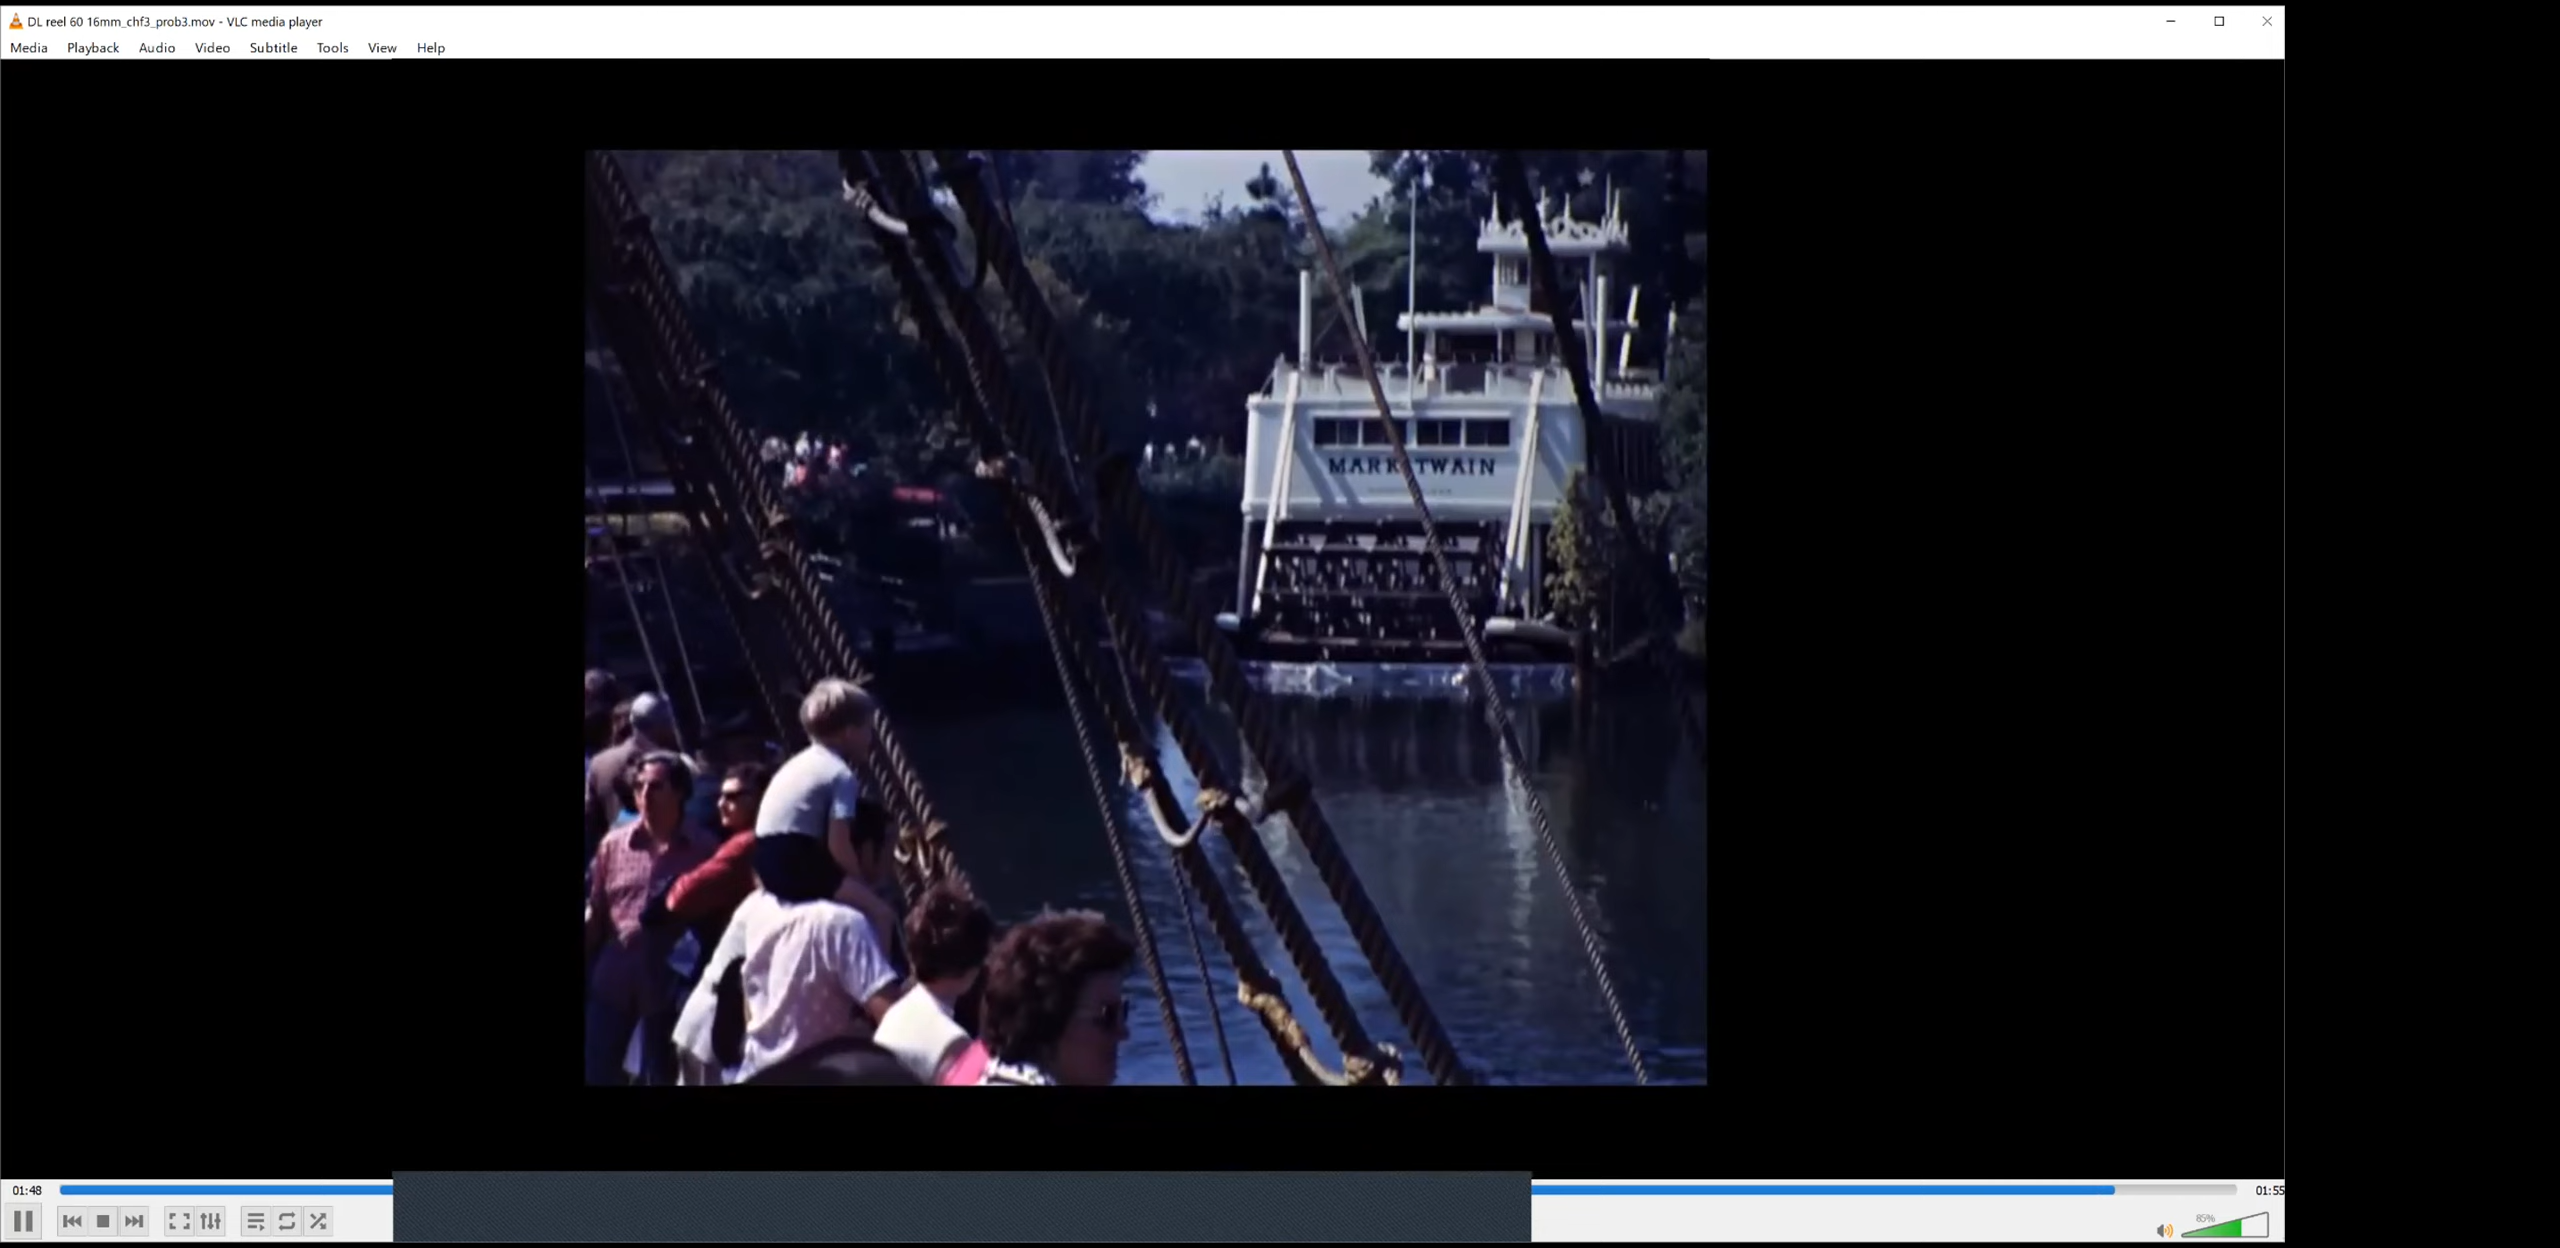 DL reel 60 16mm_chf3_prob3.mov - VLC media player
Media Playback Audio Video Subtitle Tools View Help
MARK TWAIN
01:48
01:55
85%